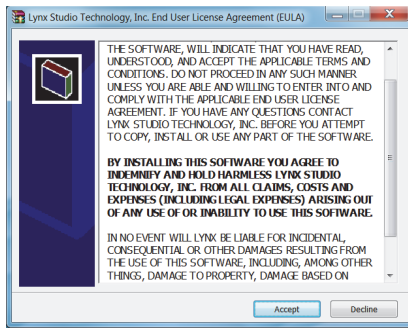 Lynx Studio Technology, Inc. End User License Agreement (EULA)
THE SOFTWARE, WILL INDICATE THAT YOU HAVE READ,
UNDERSTOOD, AND ACCEPT THE APPLICABLE TERMS AND
CONDITIONS. DO NOT PROCEED IN ANY SUCH MANNER
UNLESS YOU ARE ABLE AND WILLING TO ENTER INTO AND
COMPLY WITH THE APPLICABLE END USER LICENSE
AGREEMENT. IF YOU HAVE ANY QUESTIONS CONTACT
LYNX STUDIO TECHNOLOGY, INC. BEFORE YOU ATTEMPT
TO COPY, INSTALL OR USE ANY PART OF THE SOFTWARE.
BY INSTALLING THIS SOFTWARE YOU AGREE TO
INDEMNIFY AND HOLD HARMLESS LYNX STUDIO
TECHNOLOGY, INC. FROM ALL CLAIMS, COSTS AND
EXPENSES (INCLUDING LEGAL EXPENSES) ARISING OUT
OF ANY USE OF OR INABILITY TO USE THIS SOFTWARE.
IN NO EVENT WILL LYNX BE LIABLE FOR INCIDENTAL,
CONSEQUENTIAL OR OTHER DAMAGES RESULTING FROM
THE USE OF THIS SOFTWARE, INCLUDING, AMONG OTHER
THINGS, DAMAGE TO PROPERTY, DAMAGE BASED ON
Accept
Decline